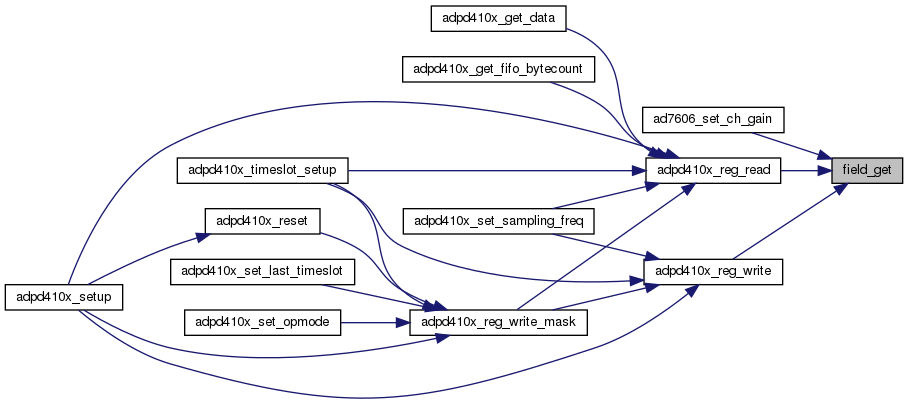 adpd410x_get_data
adpd410x_get_fifo_bytecount
ad7606_set_ch_gain
adpd410x_timeslot_setup
adpd410x_reg_read
field_get
adpd410x_reset
adpd410x_set_sampling_freq
adpd410x_set_last_timeslot
adpd410x_reg_write
adpd410x_setup
adpd410x_set_opmode
adpd410x_reg_write_mask